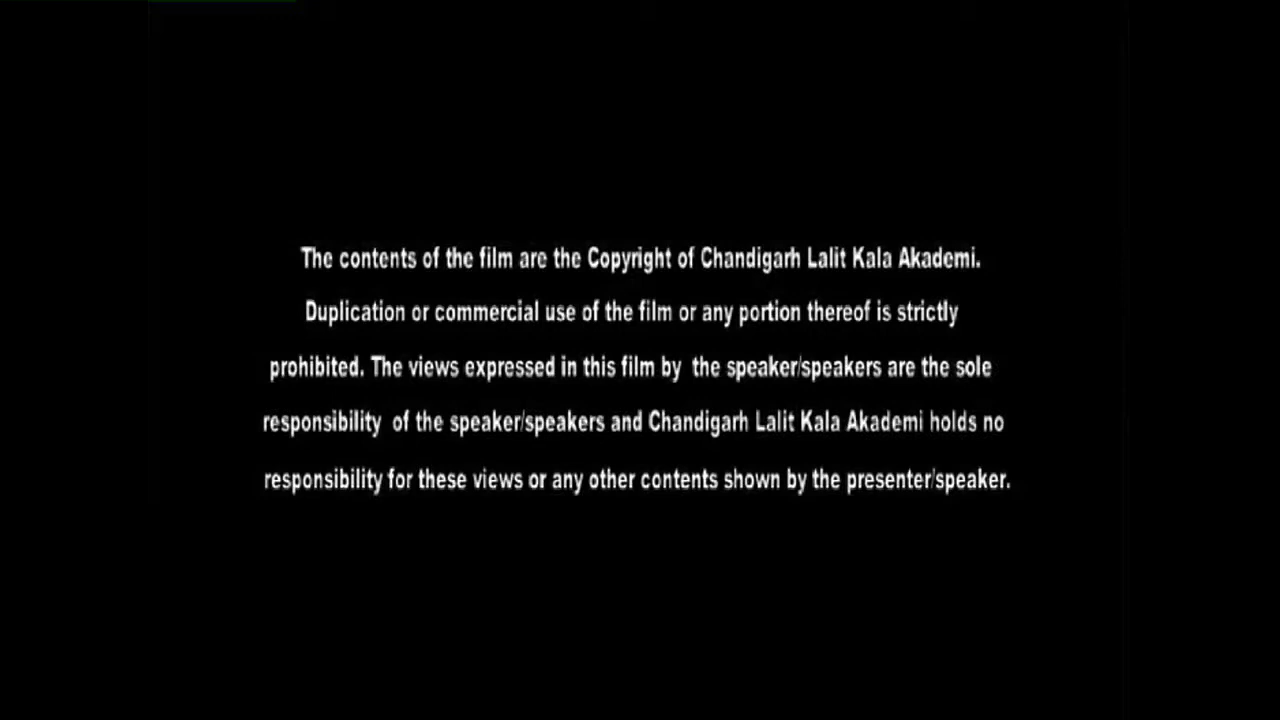 The contents of the film are the Copyright of Chandigarh Lalit Kala Akademi.
Duplication or commercial use of the film or any portion thereof is strictly
prohibited. The views expressed in this film by the speaker/speakers are the sole
responsibility of the speaker/speakers and Chandigarh Lalit Kala Akademi holds no
responsibility for these views or any other contents shown by the presenter/speaker.